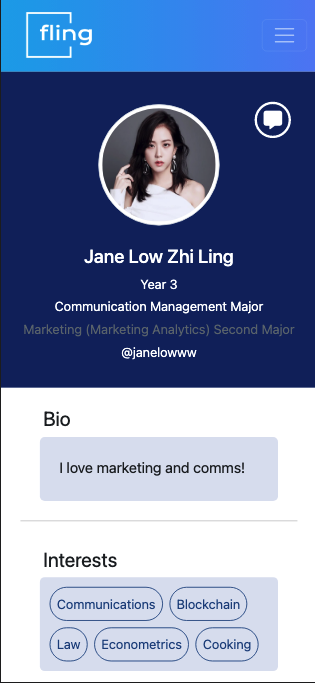 fling
Jane Low Zhi Ling
Year 3
Communication Management Major
Marketing (Marketing Analytics) Second Major
@janelowww
Bio
I love marketing and comms!
Interests
Communications Blockchain
Law Econometrics Cooking